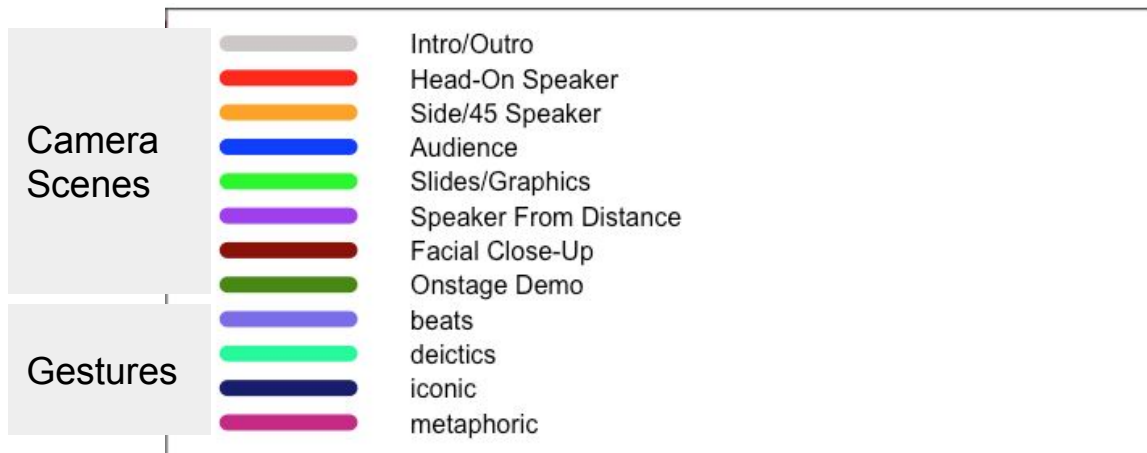 Camera
Scenes
Intro/Outro
Head-On Speaker
Side/45 Speaker
Audience
Slides/Graphics
Speaker From Distance
Facial Close-Up
Onstage Demo
Gestures
beats
deictics
iconic
metaphoric